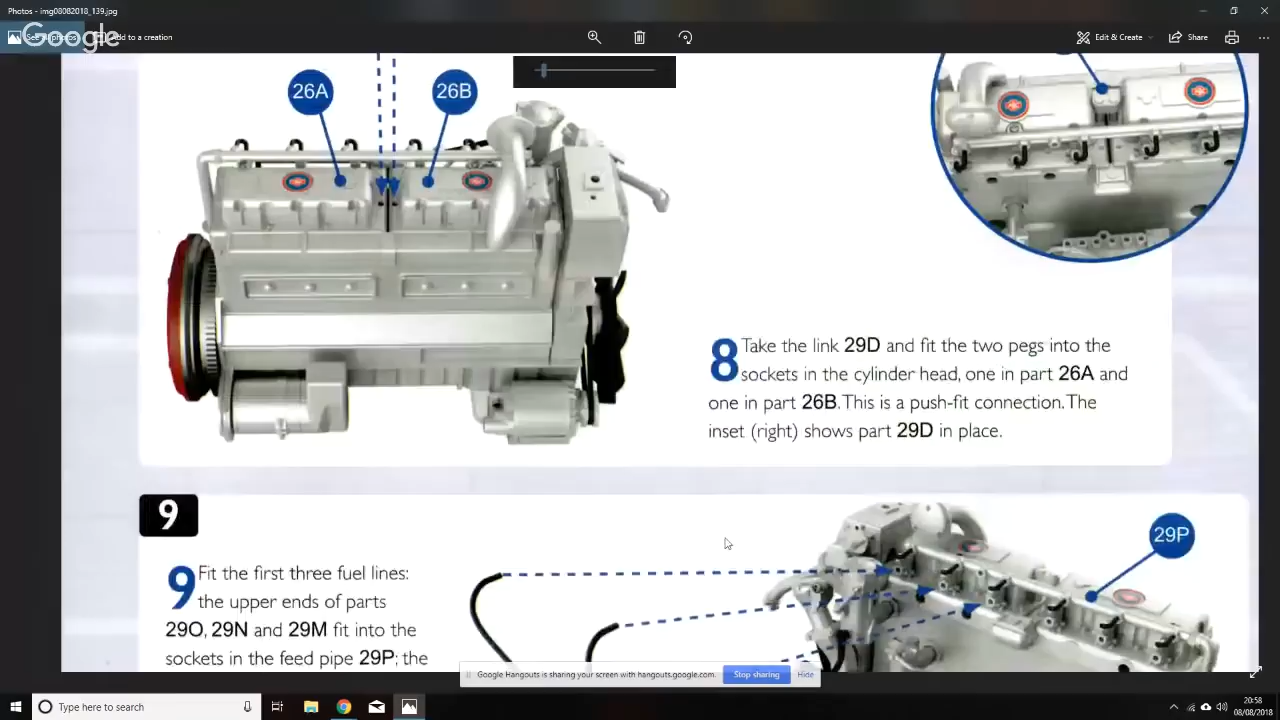 Photos - img08082018_139.jpg
Google
Add to a creation
Edit & Create
Share
26A
26B
8 Take the link 29D and fit the two pegs into the
sockets in the cylinder head, one in part 26A and
one in part 26B. This is a push-fit connection. The
inset (right) shows part 29D in place.
9
29P
9 Fit the first three fuel lines:
the upper ends of parts
29O, 29N and 29M fit into the
sockets in the feed pipe 29P; the
Google Hangouts is sharing your screen with hangouts.google.com.
Stop sharing
Hide
Type here to search
20:58
08/08/2018